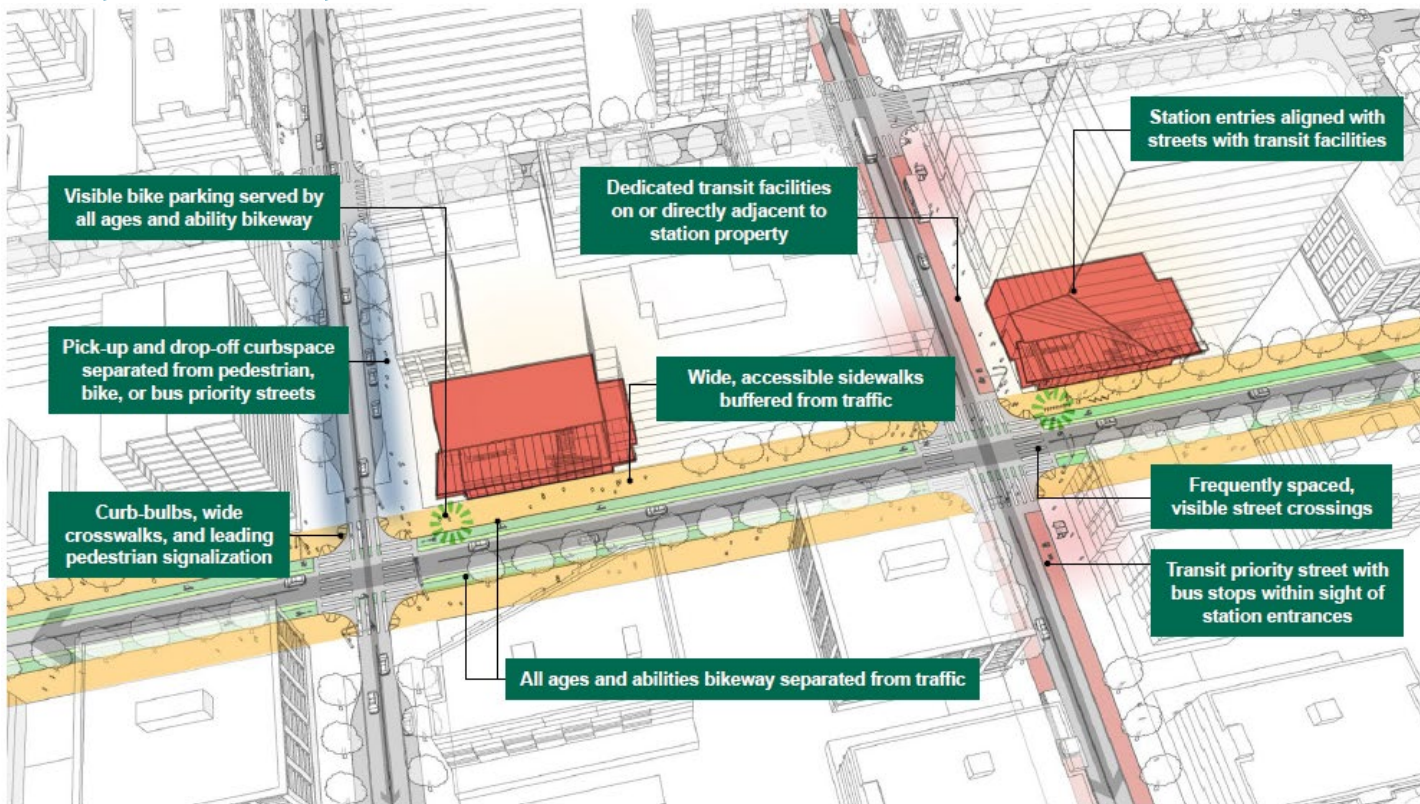 Station entries aligned with
streets with transit facilities
Visible bike parking served by
all ages and ability bikeway
Dedicated transit facilities
on or directly adjacent to
station property
Pick-up and drop-off curbspace
separated from pedestrian,
bike, or bus priority streets
Wide, accessible sidewalks
buffered from traffic
Curb-bulbs, wide
crosswalks, and leading
pedestrian signalization
Frequently spaced,
visible street crossings
Transit priority street with
bus stops within sight of
station entrances
All ages and abilities bikeway separated from traffic